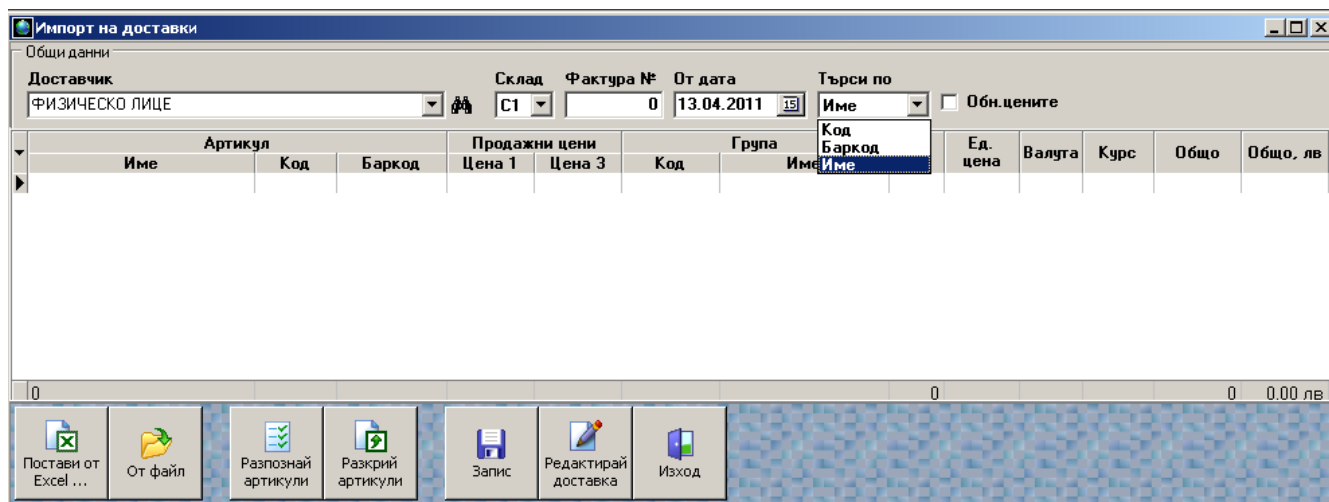 Импорт на доставки
Общи данни
Доставчик Склад Фактура № От дата Търси по
ФИЗИЧЕСКО ЛИЦЕ С1 0 13.04.2011 15 Име Обн.цените
Код
Баркод
Име
Артикул Продажни цени Група Ед. цена Валута Курс Общо Общо, лв
Име Код Баркод Цена 1 Цена 3 Код
0 0 0 0.00 лв
Постави от Excel ... От файл Разпознай артикули Разкрий артикули Запис Редактирай доставка Изход